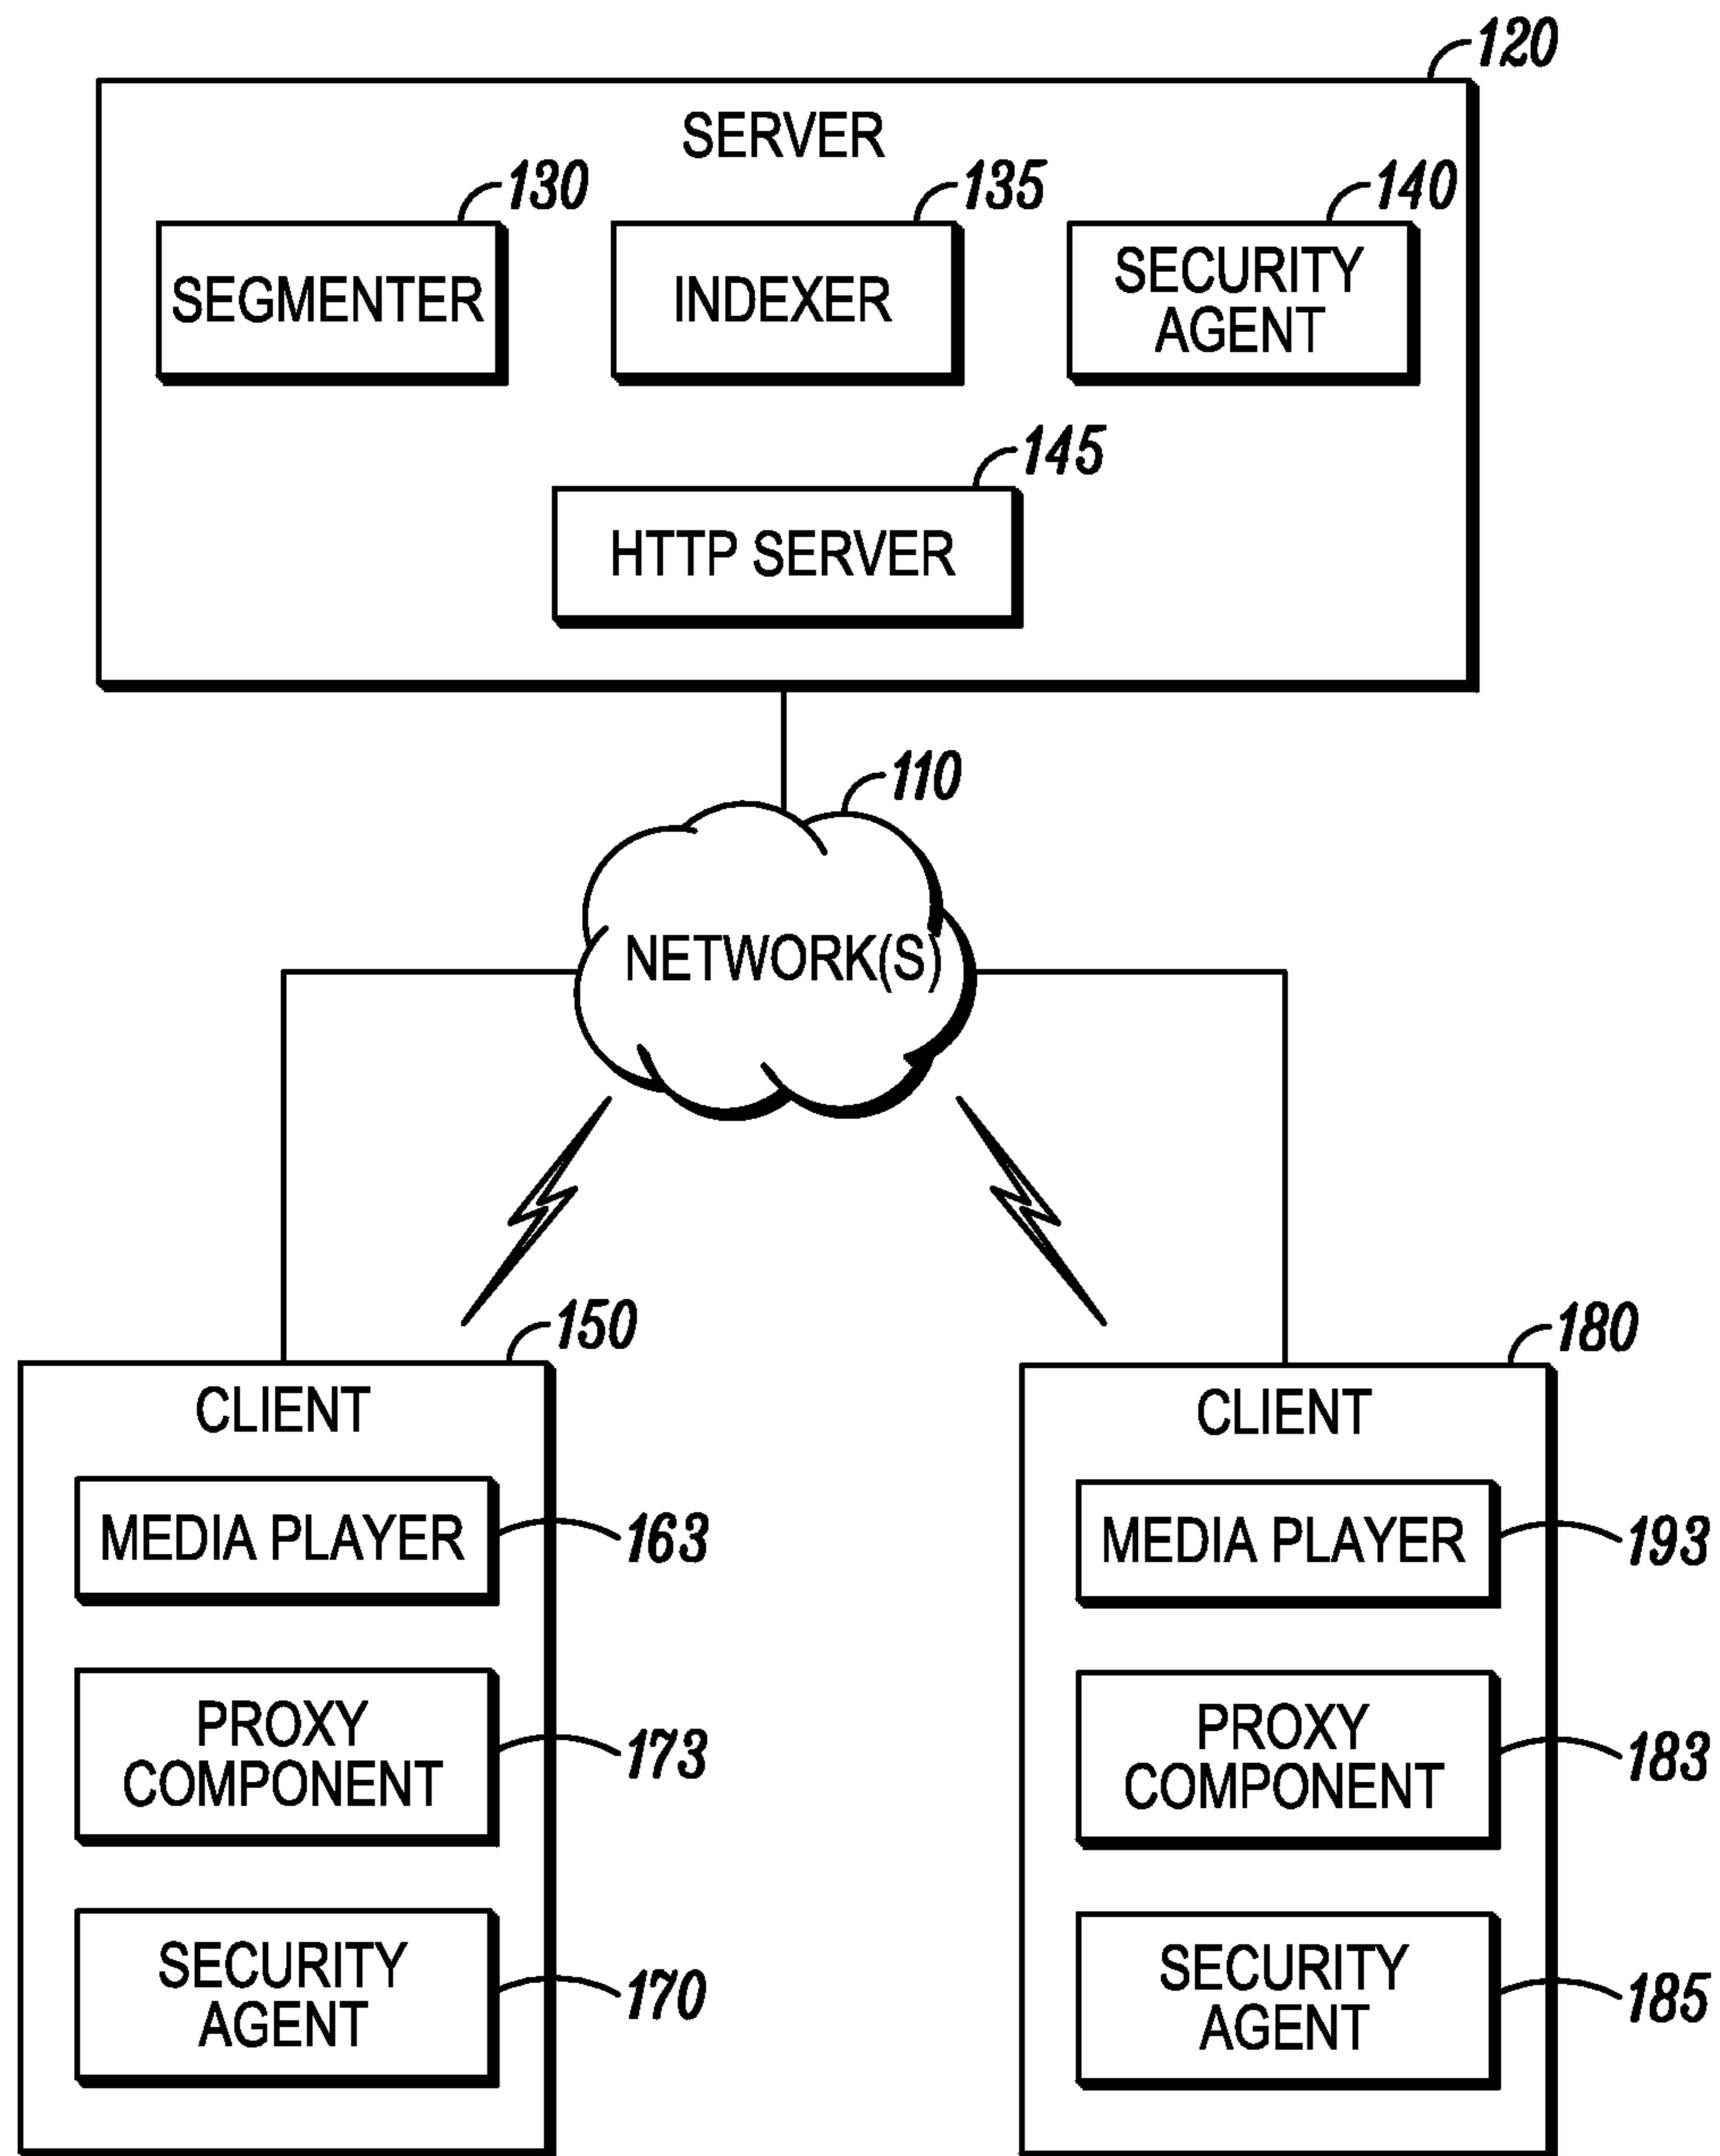 120
SERVER
130
135
140
SEGMENTER
INDEXER
SECURITY
AGENT
145
HTTP SERVER
110
NETWORK(S)
150
180
CLIENT
MEDIA PLAYER
163
PROXY
COMPONENT
173
SECURITY
AGENT
170
CLIENT
MEDIA PLAYER
193
PROXY
COMPONENT
183
SECURITY
AGENT
185